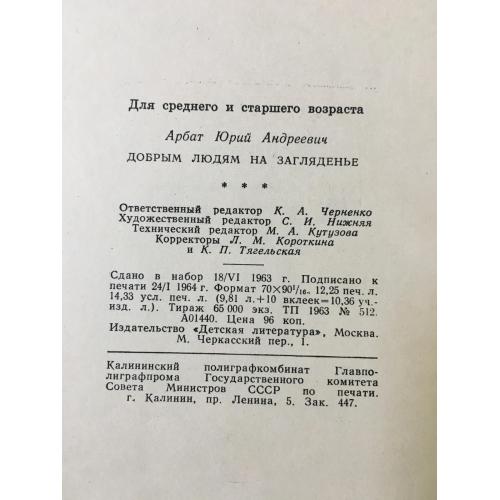 Для среднего и старшего возраста
Арбат Юрий Андреевич
ДОБРЫМ ЛЮДЯМ НА ЗАГЛЯДЕНЬЕ
* * *
Ответственный редактор К. А. Черненко
Художественный редактор С. И. Нижняя
Технический редактор М. А. Кутузова
Корректоры Л. М. Короткина
и К. П. Тягельская
Сдано в набор 18/VI 1963 г. Подписано к
печати 24/I 1964 г. Формат 70×90¹/₁₆. 12,25 печ. л.
14,33 усл. печ. л. (9,81 л.+10 вклеек=10,36 уч.-
изд. л.). Тираж 65 000 экз. ТП 1963 № 512.
А01440. Цена 96 коп.
Издательство «Детская литература», Москва.
М. Черкасский пер., 1.
Калининский полиграфкомбинат Главпо-
лиграфпрома Государственного комитета
Совета Министров СССР по печати.
г. Калинин, пр. Ленина, 5. Зак. 447.